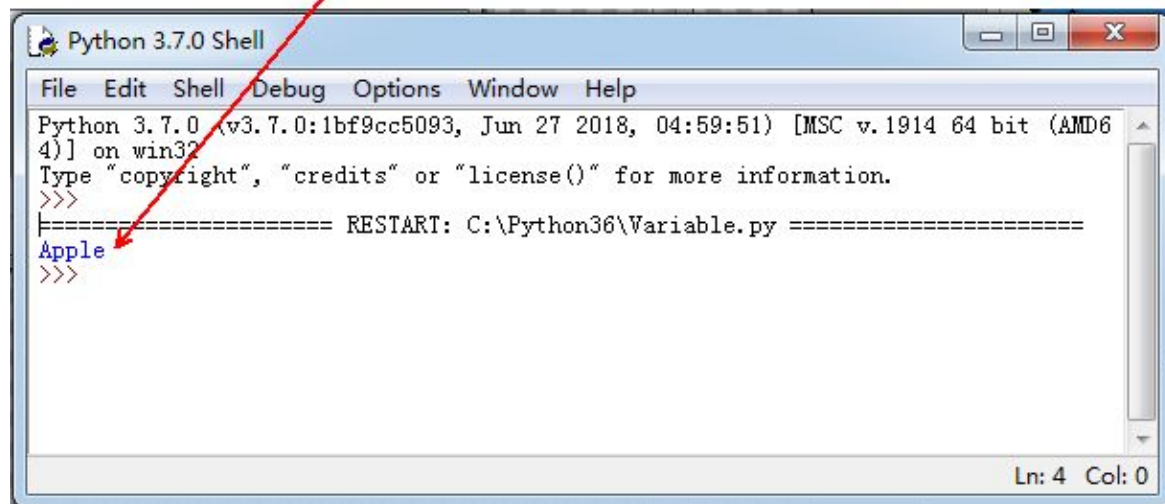 Python 3.7.0 Shell
File Edit Shell Debug Options Window Help
Python 3.7.0 (v3.7.0:1bf9cc5093, Jun 27 2018, 04:59:51) [MSC v.1914 64 bit (AMD6
4)] on win32
Type "copyright", "credits" or "license()" for more information.
>>>
===================== RESTART: C:\Python36\Variable.py =====================
Apple
>>>
Ln: 4 Col: 0